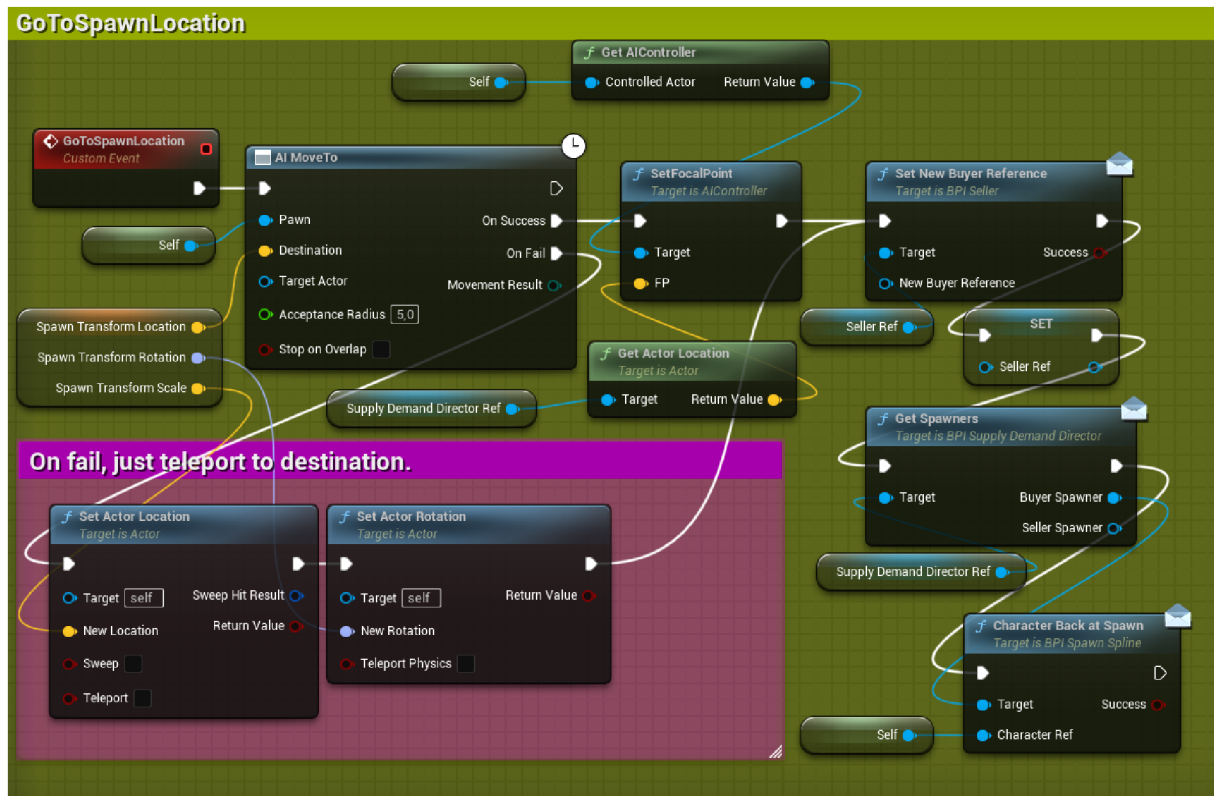 GoToSpawnLocation
Self
Get AIController
Controlled Actor Return Value
GoToSpawnLocation
Custom Event
AI MoveTo
Pawn On Success
Destination On Fail
Target Actor Movement Result
Acceptance Radius 5,0
Stop on Overlap
Self
Spawn Transform Location
Spawn Transform Rotation
Spawn Transform Scale
SetFocalPoint
Target is AIController
Target
FP
Supply Demand Director Ref
Get Actor Location
Target is Actor
Target Return Value
Set New Buyer Reference
Target is BPI Seller
Target Success
New Buyer Reference
Seller Ref
SET
Seller Ref
Get Spawners
Target is BPI Supply Demand Director
Target Buyer Spawner
Seller Spawner
Supply Demand Director Ref
Character Back at Spawn
Target is BPI Spawn Spline
Target Success
Character Ref
Self
On fail, just teleport to destination.
Set Actor Location
Target is Actor
Target self Sweep Hit Result
New Location Return Value
Sweep
Teleport
Set Actor Rotation
Target is Actor
Target self Return Value
New Rotation
Teleport Physics